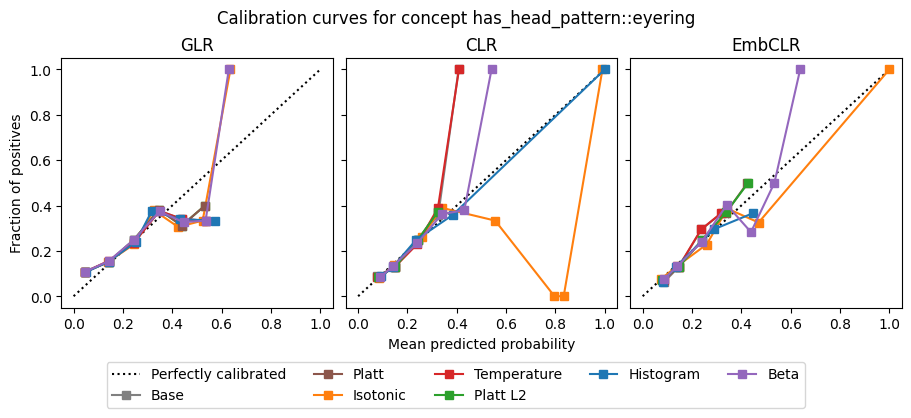 Calibration curves for concept has_head_pattern::eyering
GLR
CLR
EmbCLR
Fraction of positives
1.0
0.8
0.6
0.4
0.2
0.0
0.0 0.2 0.4 0.6 0.8 1.0
0.0 0.2 0.4 0.6 0.8 1.0
0.0 0.2 0.4 0.6 0.8 1.0
Mean predicted probability
Perfectly calibrated Platt Temperature Histogram Beta
Base Isotonic Platt L2